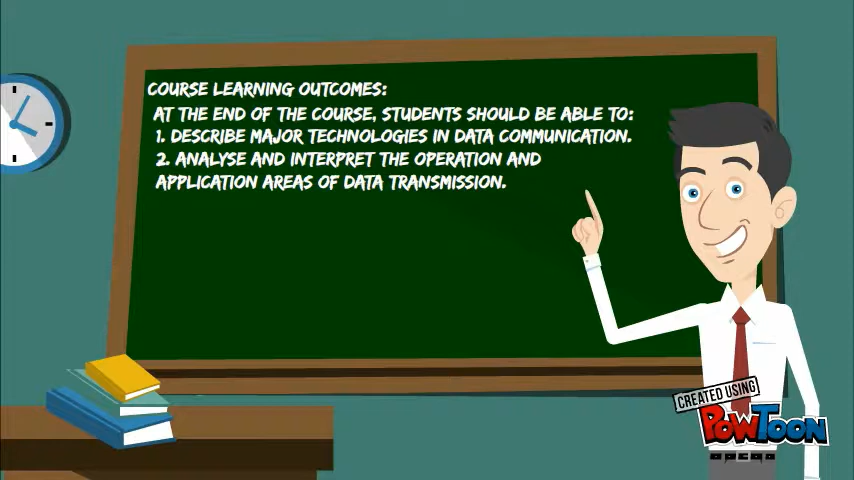 COURSE LEARNING OUTCOMES:
AT THE END OF THE COURSE, STUDENTS SHOULD BE ABLE TO:
1. DESCRIBE MAJOR TECHNOLOGIES IN DATA COMMUNICATION.
2. ANALYSE AND INTERPRET THE OPERATION AND
APPLICATION AREAS OF DATA TRANSMISSION.
CREATED USING
POWTOON